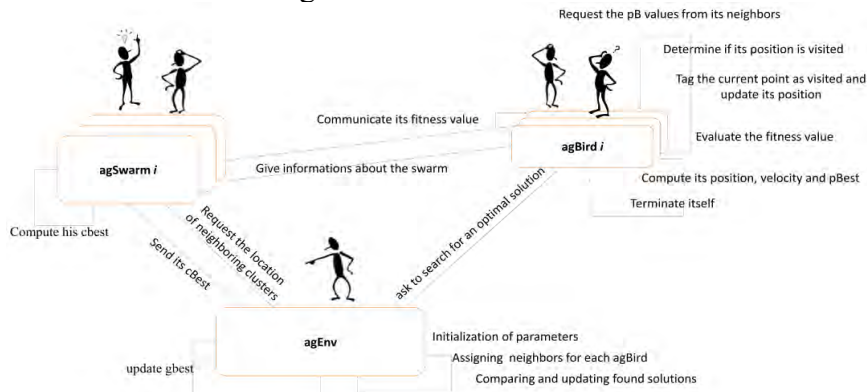 Request the pB values from its neighbors
Determine if its position is visited
Tag the current point as visited and
update its position
Communicate its fitness value
Evaluate the fitness value
agSwarm i
agBird i
Give informations about the swarm
Compute its position, velocity and pBest
Terminate itself
Compute his cbest
Request the location
of neighboring clusters
Send its cBest
ask to search for an optimal solution
agEnv
Initialization of parameters
Assigning neighbors for each agBird
update gbest
Comparing and updating found solutions